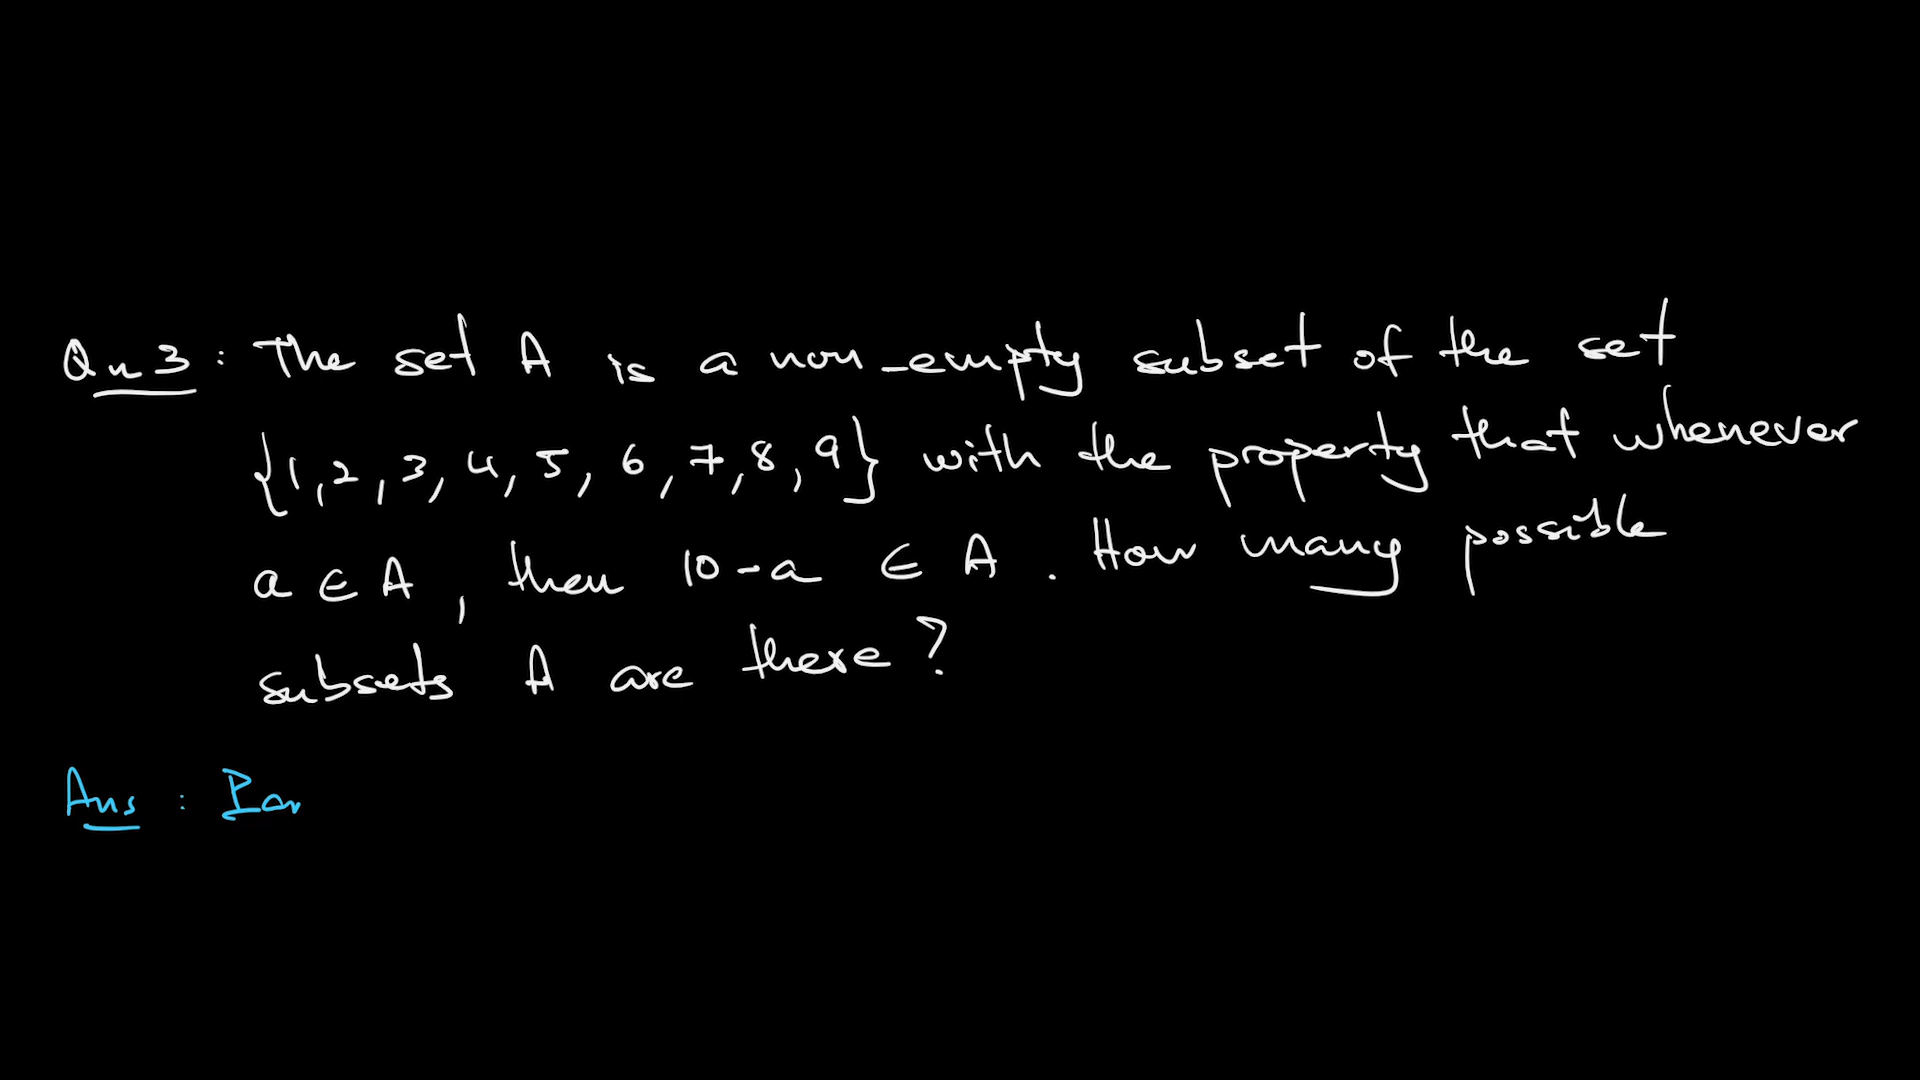 Qn 3 : The set A is a non-empty subset of the set
{1, 2, 3, 4, 5, 6, 7, 8, 9} with the property that whenever
a ∈ A, then 10-a ∈ A. How many possible
subsets A are there?
Ans :